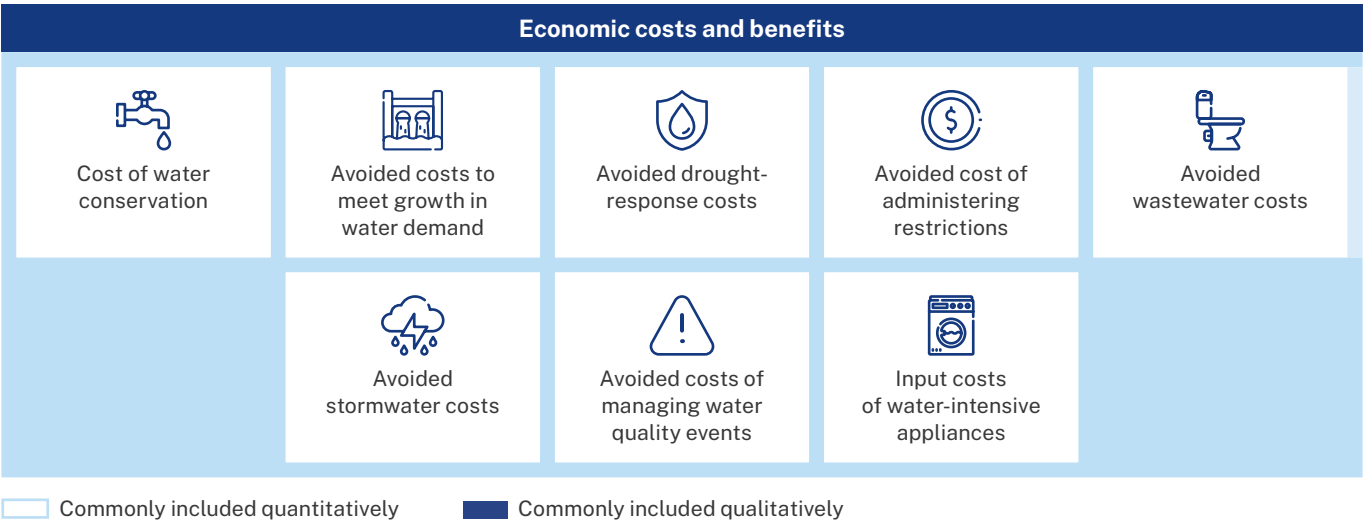 Economic costs and benefits
Cost of water
conservation
Avoided costs to
meet growth in
water demand
Avoided drought-
response costs
Avoided cost of
administering
restrictions
Avoided
wastewater costs
Avoided
stormwater costs
Avoided costs of
managing water
quality events
Input costs
of water-intensive
appliances
Commonly included quantitatively
Commonly included qualitatively